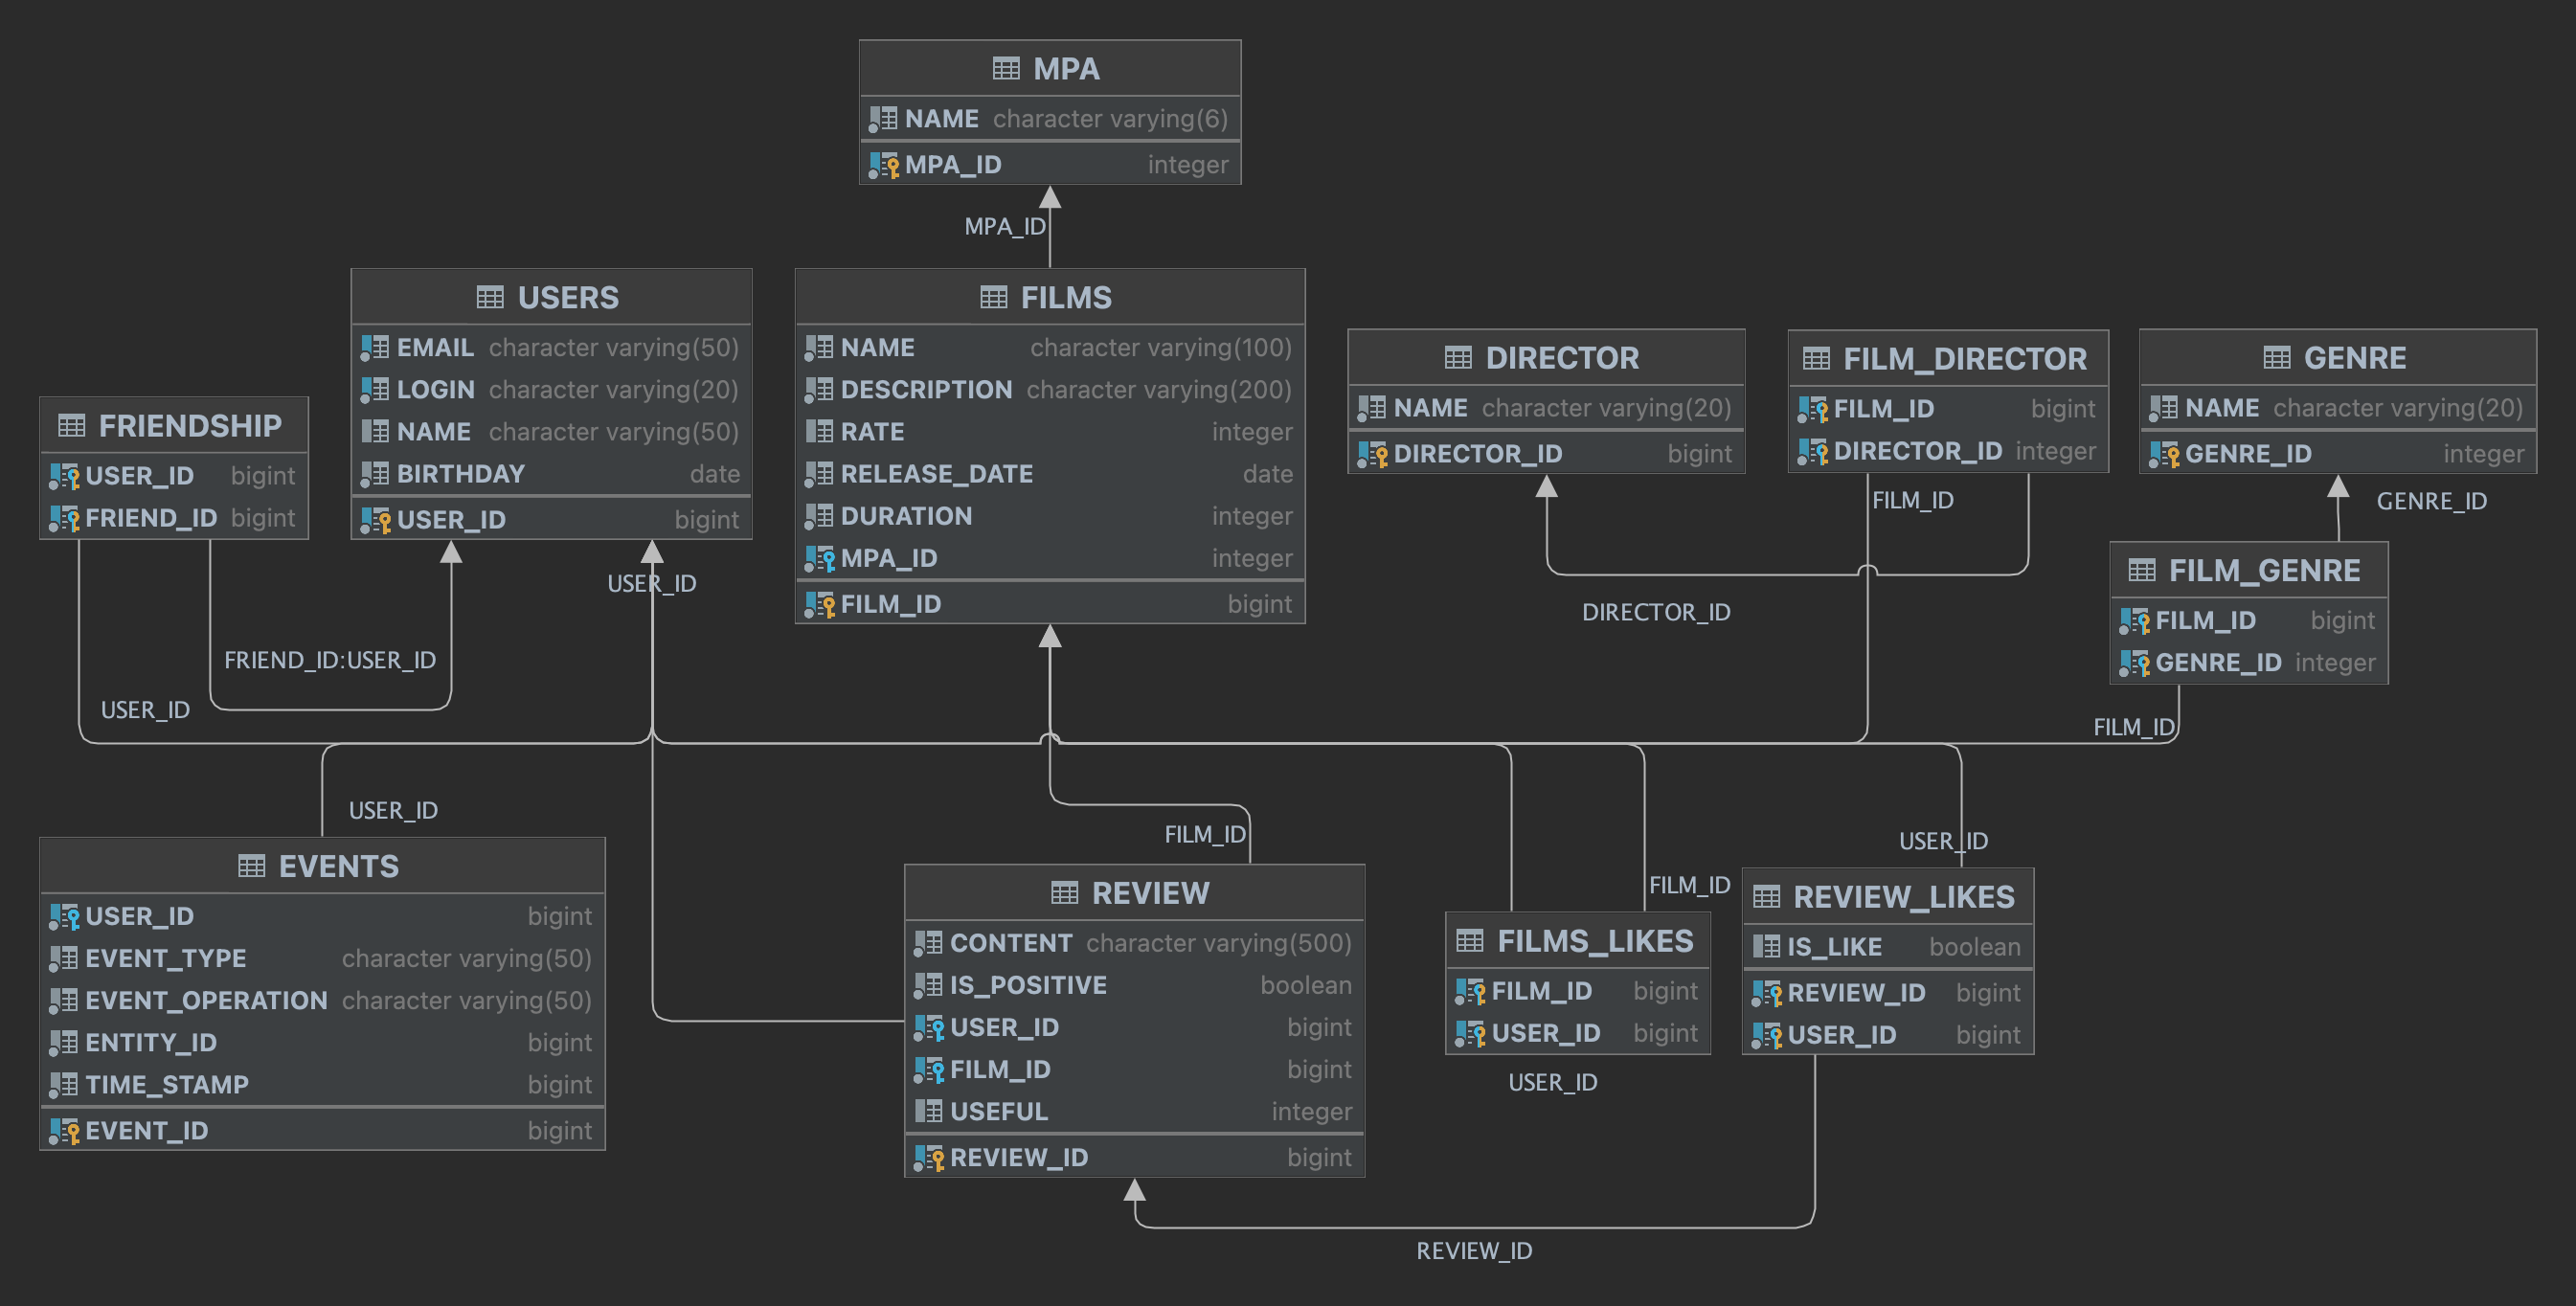 MPA
NAME character varying(6)
MPA_ID integer
MPA_ID
USERS
EMAIL character varying(50)
LOGIN character varying(20)
NAME character varying(50)
BIRTHDAY date
USER_ID bigint
FILMS
NAME character varying(100)
DESCRIPTION character varying(200)
RATE integer
RELEASE_DATE date
DURATION integer
MPA_ID integer
FILM_ID bigint
DIRECTOR
NAME character varying(20)
DIRECTOR_ID bigint
FILM_DIRECTOR
FILM_ID bigint
DIRECTOR_ID integer
GENRE
NAME character varying(20)
GENRE_ID integer
FRIENDSHIP
USER_ID bigint
FRIEND_ID bigint
FILM_ID
GENRE_ID
USER_ID
DIRECTOR_ID
FILM_GENRE
FILM_ID bigint
GENRE_ID integer
FRIEND_ID:USER_ID
USER_ID
FILM_ID
USER_ID
FILM_ID
USER_ID
FILM_ID
EVENTS
USER_ID bigint
EVENT_TYPE character varying(50)
EVENT_OPERATION character varying(50)
ENTITY_ID bigint
TIME_STAMP bigint
EVENT_ID bigint
REVIEW
CONTENT character varying(500)
IS_POSITIVE boolean
USER_ID bigint
FILM_ID bigint
USEFUL integer
REVIEW_ID bigint
FILMS_LIKES
FILM_ID bigint
USER_ID bigint
USER_ID
REVIEW_LIKES
IS_LIKE boolean
REVIEW_ID bigint
USER_ID bigint
REVIEW_ID